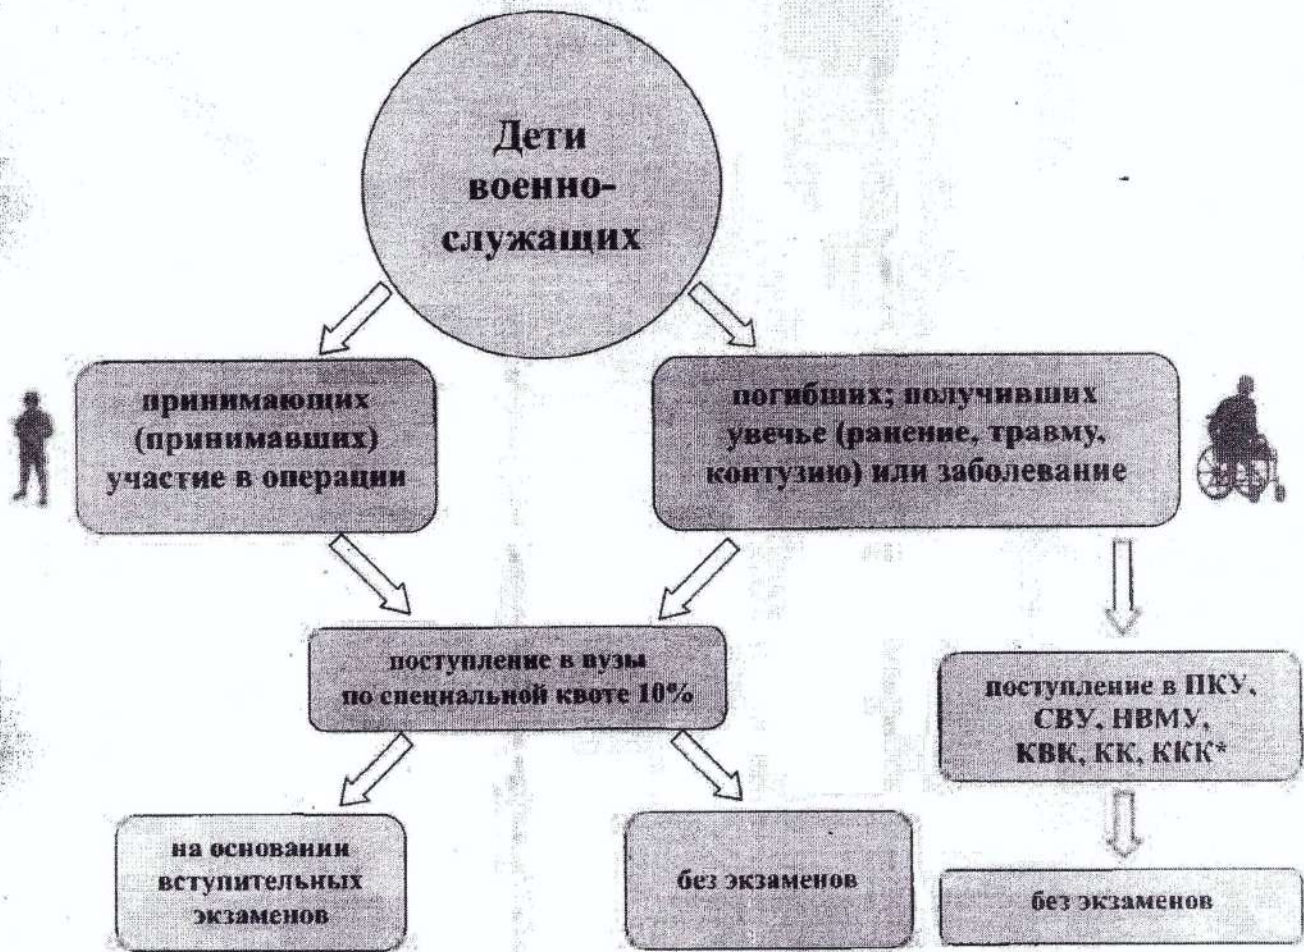 Дети
военно-
служащих
принимающих
(принимавших)
участие в операции
погибших; получивших
увечье (ранение, травму,
контузию) или заболевание
поступление в вузы
по специальной квоте 10%
поступление в ПКУ,
СВУ, НВМУ,
КВК, КК, ККК*
на основании
вступительных
экзаменов
без экзаменов
без экзаменов